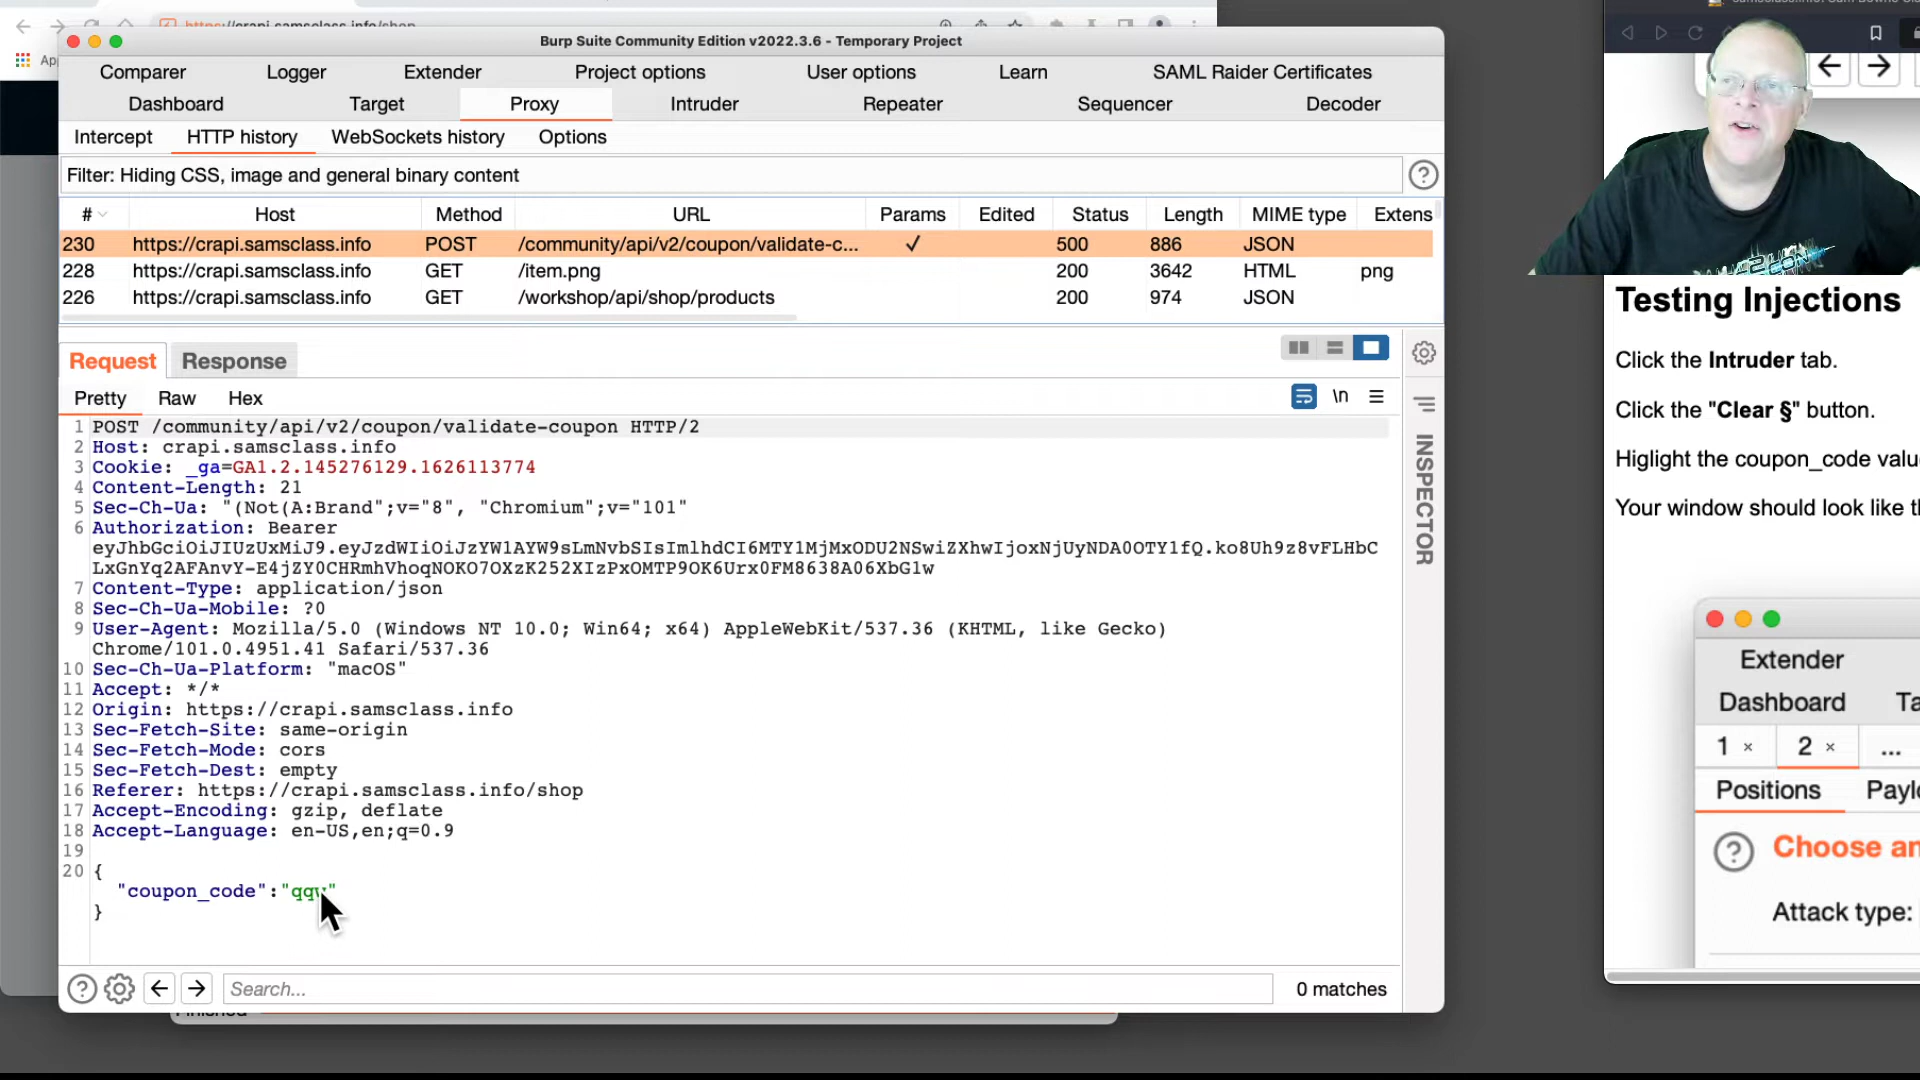 https://crapi.samsclass.info/shop
Burp Suite Community Edition v2022.3.6 - Temporary Project
Comparer Logger Extender Project options User options Learn SAML Raider Certificates
Dashboard Target Proxy Intruder Repeater Sequencer Decoder
Intercept HTTP history WebSockets history Options
Filter: Hiding CSS, image and general binary content
# Host Method URL Params Edited Status Length MIME type Extens
230 https://crapi.samsclass.info POST /community/api/v2/coupon/validate-c... ✓ 500 886 JSON
228 https://crapi.samsclass.info GET /item.png 200 3642 HTML png
226 https://crapi.samsclass.info GET /workshop/api/shop/products 200 974 JSON
Request Response
Pretty Raw Hex
\n
1 POST /community/api/v2/coupon/validate-coupon HTTP/2
2 Host: crapi.samsclass.info
3 Cookie: _ga=GA1.2.145276129.1626113774
4 Content-Length: 21
5 Sec-Ch-Ua: "(Not(A:Brand";v="8", "Chromium";v="101"
6 Authorization: Bearer
eyJhbGciOiJIUzUxMiJ9.eyJzdWIiOiJzYW1AYW9sLmNvbSIsImlhdCI6MTY1MjMxODU2NSwiZXhwIjoxNjUyNDA0OTY1fQ.ko8Uh9z8vFLHbC
LxGnYq2AFAnvY-E4jZY0CHRmhVhoqNOKO7OXzK252XIzPxOMTP9OK6Urx0FM8638A06XbG1w
7 Content-Type: application/json
8 Sec-Ch-Ua-Mobile: ?0
9 User-Agent: Mozilla/5.0 (Windows NT 10.0; Win64; x64) AppleWebKit/537.36 (KHTML, like Gecko)
Chrome/101.0.4951.41 Safari/537.36
10 Sec-Ch-Ua-Platform: "macOS"
11 Accept: */*
12 Origin: https://crapi.samsclass.info
13 Sec-Fetch-Site: same-origin
14 Sec-Fetch-Mode: cors
15 Sec-Fetch-Dest: empty
16 Referer: https://crapi.samsclass.info/shop
17 Accept-Encoding: gzip, deflate
18 Accept-Language: en-US,en;q=0.9
19
20 {
"coupon_code":"qqv"
}
Search... 0 matches
INSPECTOR
Finished
Testing Injections
Click the Intruder tab.
Click the "Clear §" button.
Higlight the coupon_code valu
Your window should look like th
Extender
Dashboard Ta
1 × 2 × ...
Positions Paylo
Choose an
Attack type: